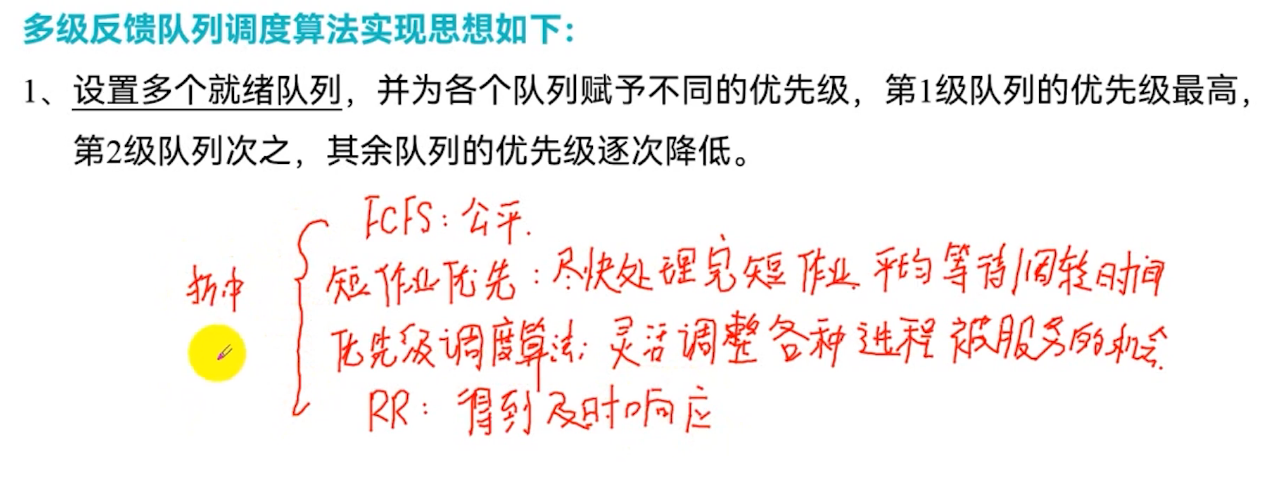 多级反馈队列调度算法实现思想如下：
1、设置多个就绪队列，并为各个队列赋予不同的优先级，第1级队列的优先级最高，
第2级队列次之，其余队列的优先级逐次降低。
FCFS：公平.
折中
短作业优先：尽快处理完短作业.平均等待/周转时间
优先级调度算法：灵活调整各种进程被服务的机会.
RR：得到及时响应